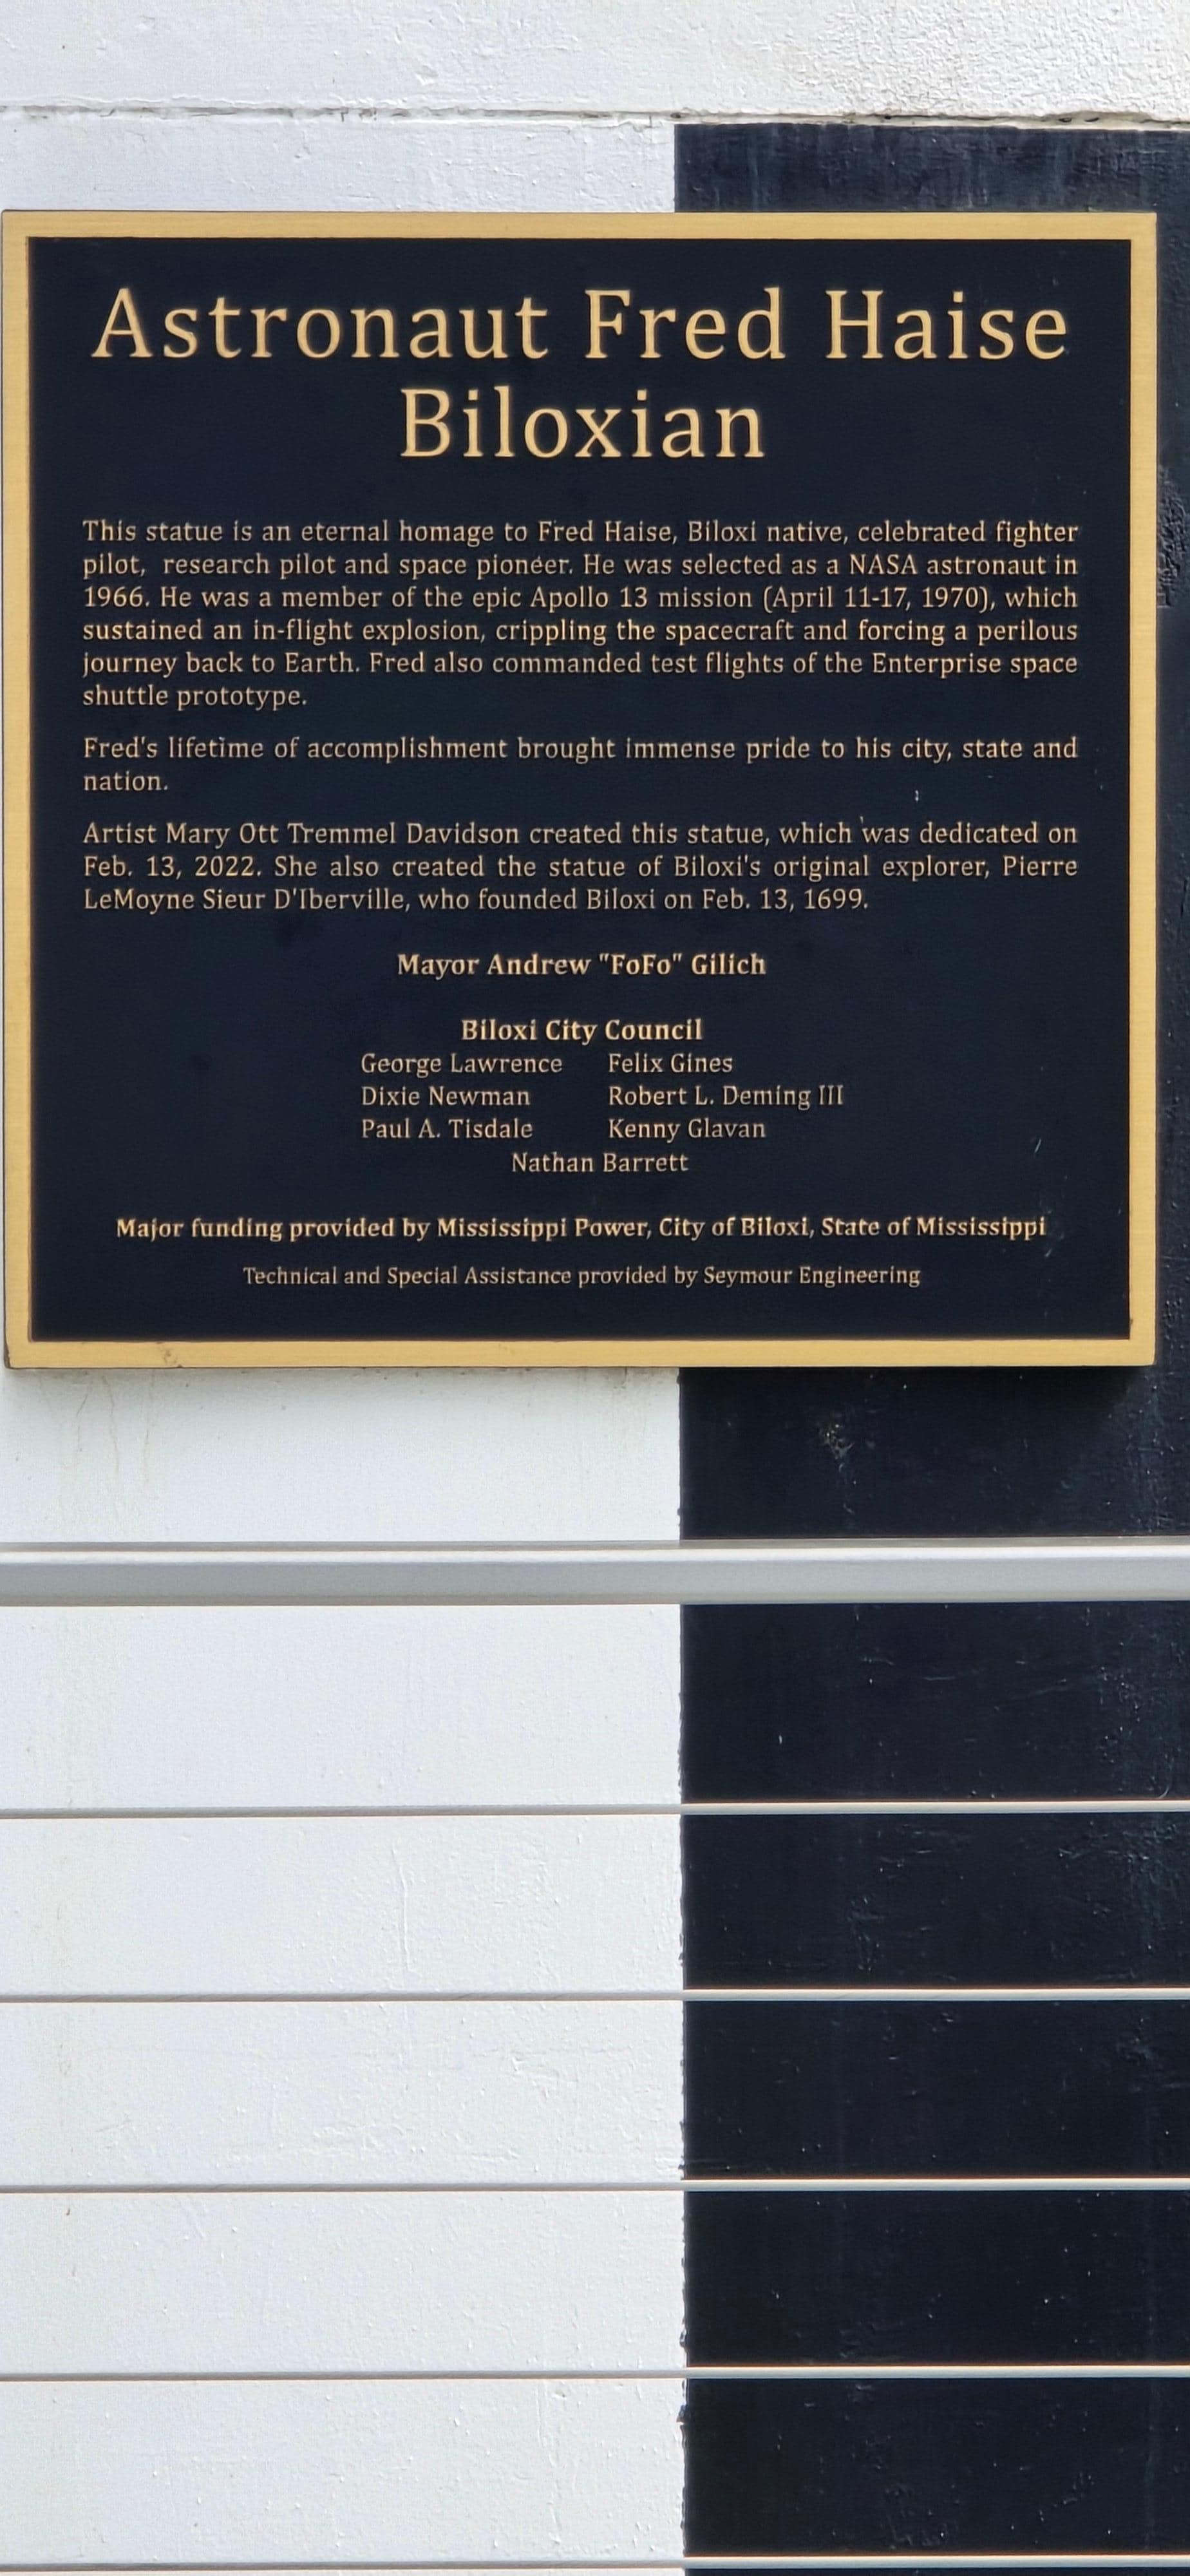 Astronaut Fred Haise
Biloxian
This statue is an eternal homage to Fred Haise, Biloxi native, celebrated fighter
pilot, research pilot and space pioneer. He was selected as a NASA astronaut in
1966. He was a member of the epic Apollo 13 mission (April 11-17, 1970), which
sustained an in-flight explosion, crippling the spacecraft and forcing a perilous
journey back to Earth. Fred also commanded test flights of the Enterprise space
shuttle prototype.
Fred's lifetime of accomplishment brought immense pride to his city, state and
nation.
Artist Mary Ott Tremmel Davidson created this statue, which was dedicated on
Feb. 13, 2022. She also created the statue of Biloxi's original explorer, Pierre
LeMoyne Sieur D'Iberville, who founded Biloxi on Feb. 13, 1699.
Mayor Andrew "FoFo" Gilich
Biloxi City Council
George Lawrence Felix Gines
Dixie Newman Robert L. Deming III
Paul A. Tisdale Kenny Glavan
Nathan Barrett
Major funding provided by Mississippi Power, City of Biloxi, State of Mississippi
Technical and Special Assistance provided by Seymour Engineering